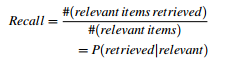 Recall = #(relevant items retrieved) / #(relevant items)
= P(retrieved|relevant)